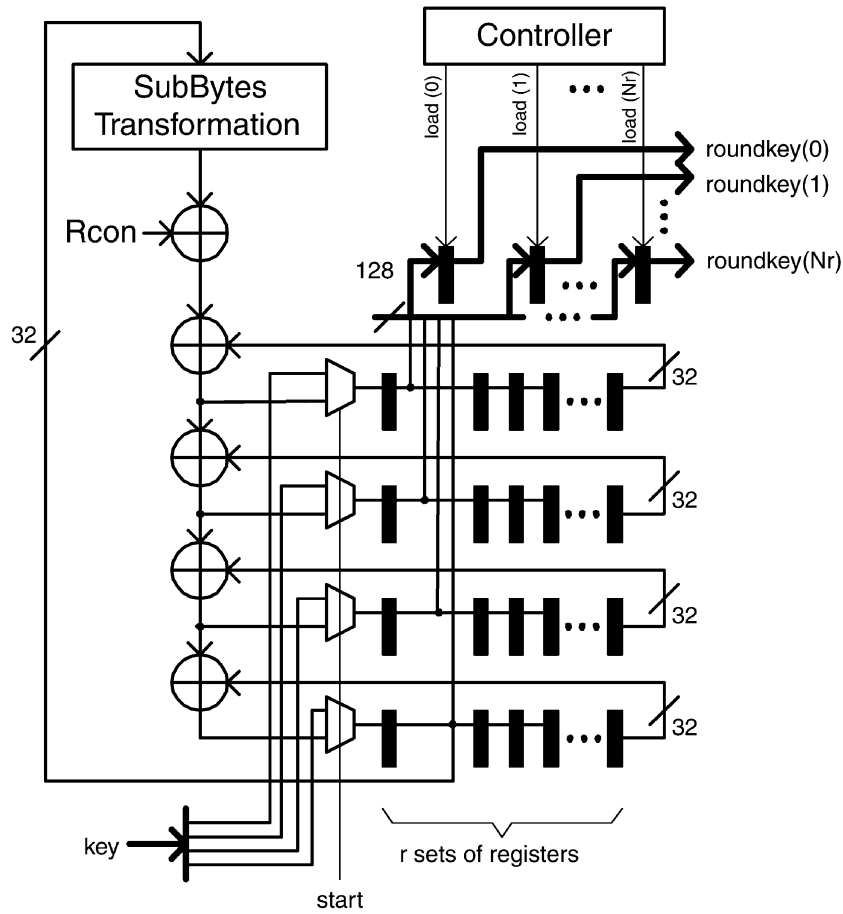 Controller
SubBytes
Transformation
load (0)
load (1)
load (Nr)
roundkey(0)
roundkey(1)
Rcon
128
roundkey(Nr)
32
32
32
32
32
key
r sets of registers
start